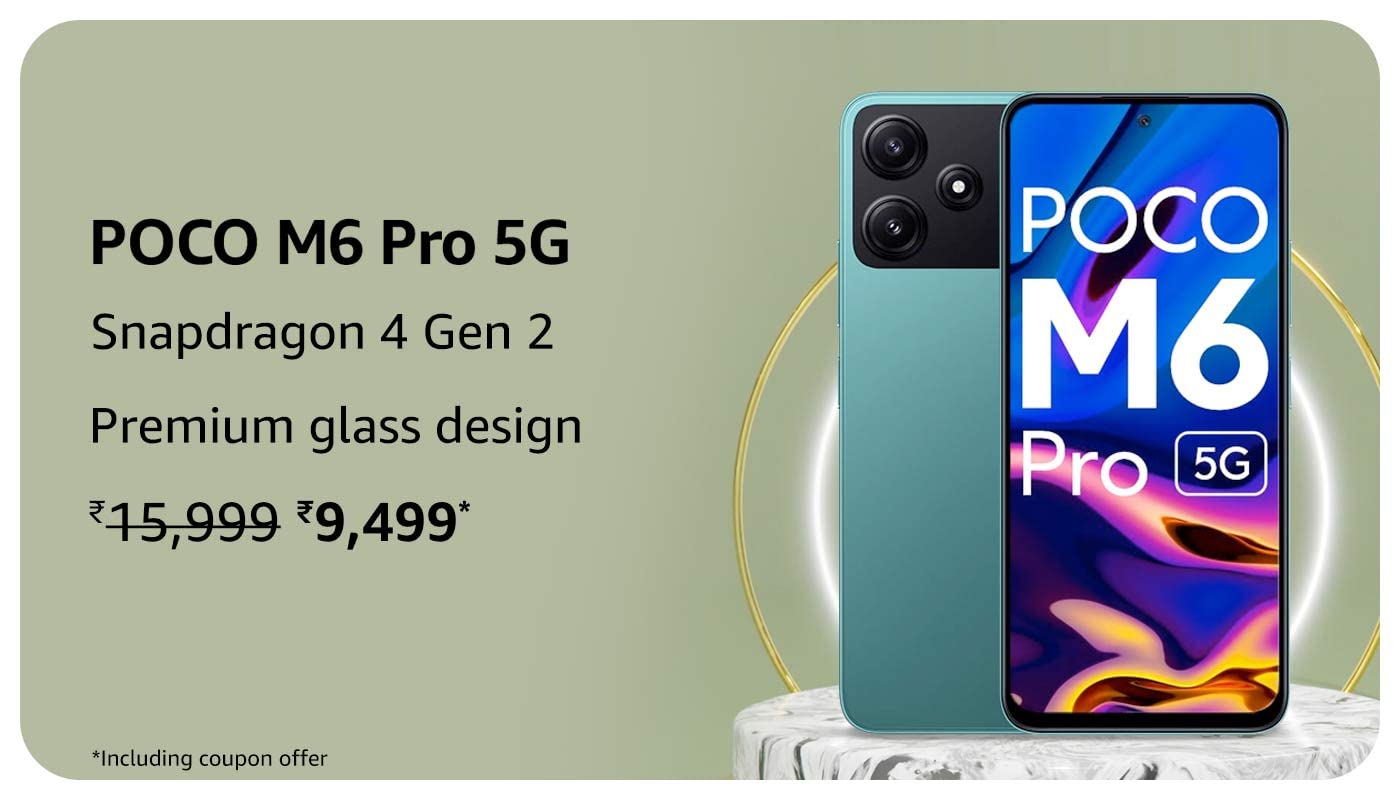 POCO M6 Pro 5G
Snapdragon 4 Gen 2
Premium glass design
₹15,999 ₹9,499*
*Including coupon offer
POCO
M6
Pro 5G